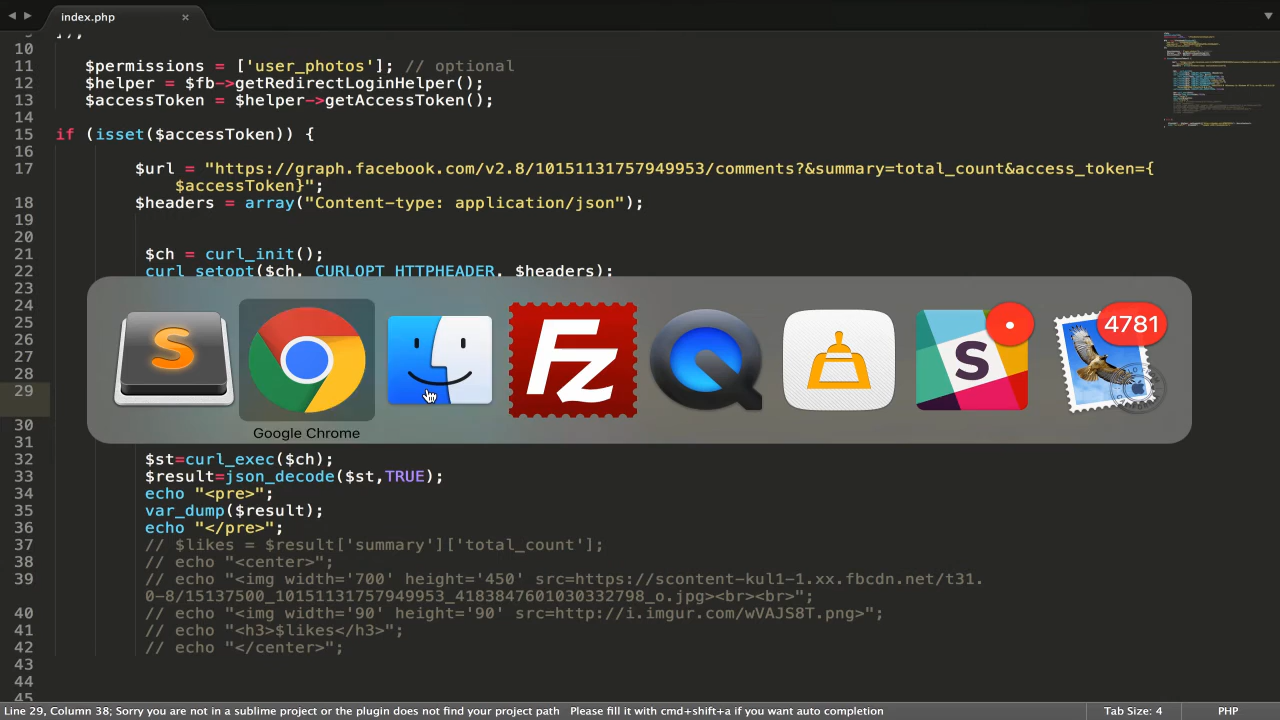 index.php
10
11 $permissions = ['user_photos']; // optional
12 $helper = $fb->getRedirectLoginHelper();
13 $accessToken = $helper->getAccessToken();
14
15 if (isset($accessToken)) {
16
17 $url = "https://graph.facebook.com/v2.8/10151131757949953/comments?&summary=total_count&access_token={
$accessToken}";
18 $headers = array("Content-type: application/json");
19
20
21 $ch = curl_init();
22 curl_setopt($ch, CURLOPT_HTTPHEADER, $headers);
23
24
25
26
27
28
29
30
31
S
Fz
S
4781
Google Chrome
32 $st=curl_exec($ch);
33 $result=json_decode($st,TRUE);
34 echo "<pre>";
35 var_dump($result);
36 echo "</pre>";
37 // $likes = $result['summary']['total_count'];
38 // echo "<center>";
39 // echo "<img width='700' height='450' src=https://scontent-kul1-1.xx.fbcdn.net/t31.
0-8/15137500_10151131757949953_4183847601030332798_o.jpg><br><br>";
40 // echo "<img width='90' height='90' src=http://i.imgur.com/wVAJS8T.png>";
41 // echo "<h3>$likes</h3>";
42 // echo "</center>";
43
44
45
Line 29, Column 38; Sorry you are not in a sublime project or the plugin does not find your project path Please fill it with cmd+shift+a if you want auto completion Tab Size: 4 PHP